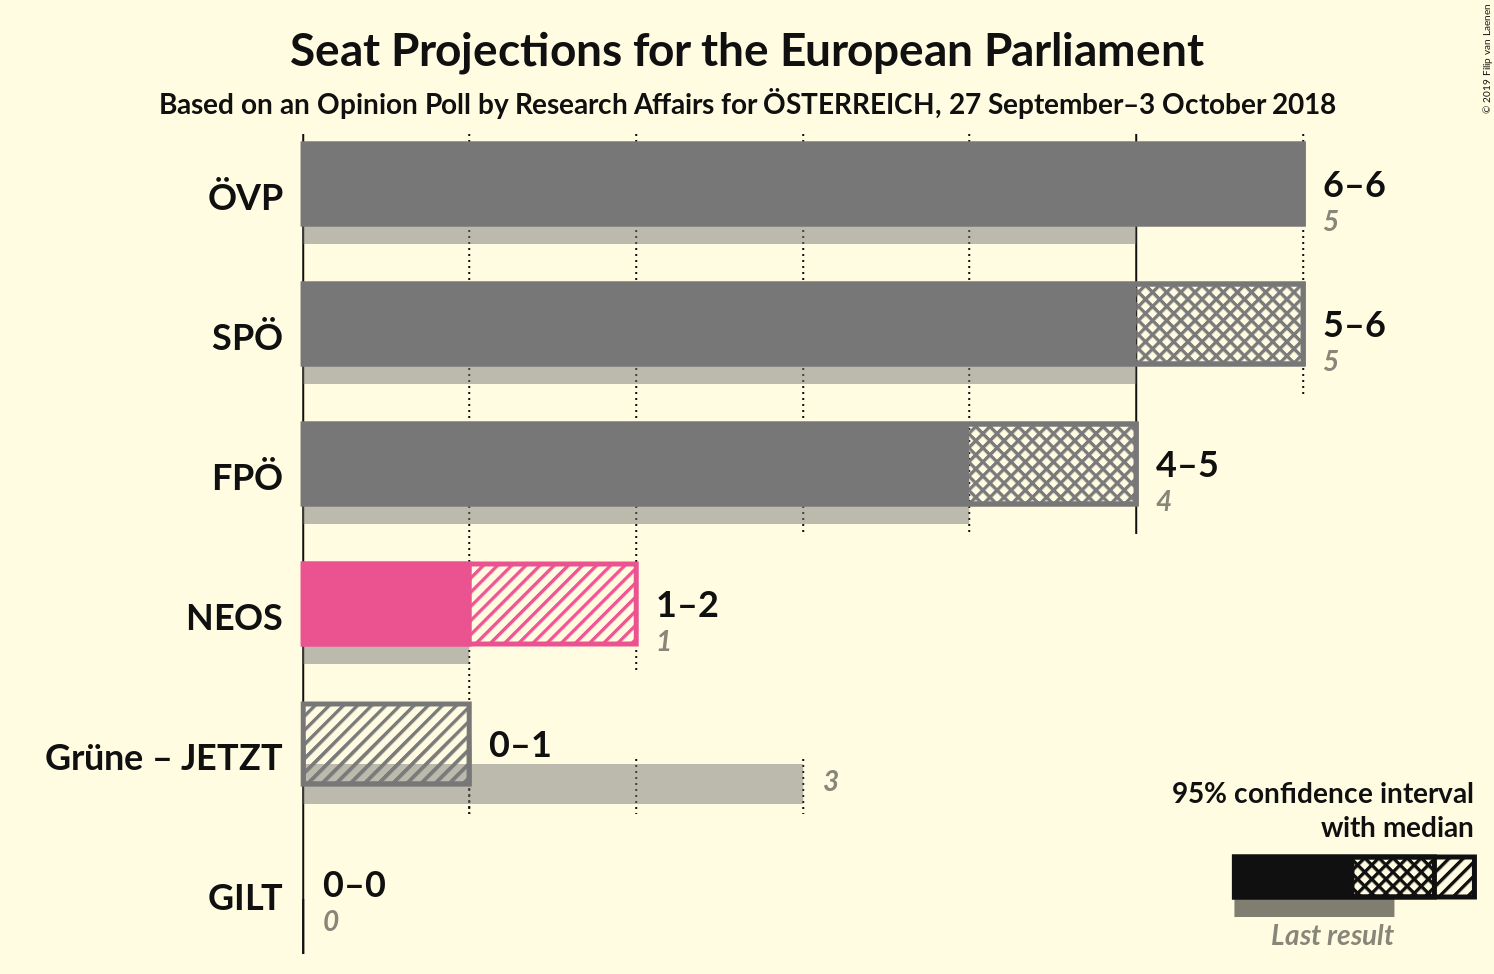 Seat Projections for the European Parliament
Based on an Opinion Poll by Research Affairs for ÖSTERREICH, 27 September–3 October 2018
© 2019 Filip van Laenen
ÖVP
6–6
5
SPÖ
5–6
5
FPÖ
4–5
4
NEOS
1–2
1
Grüne – JETZT
0–1
3
GILT
0–0
0
95% confidence interval
with median
Last result